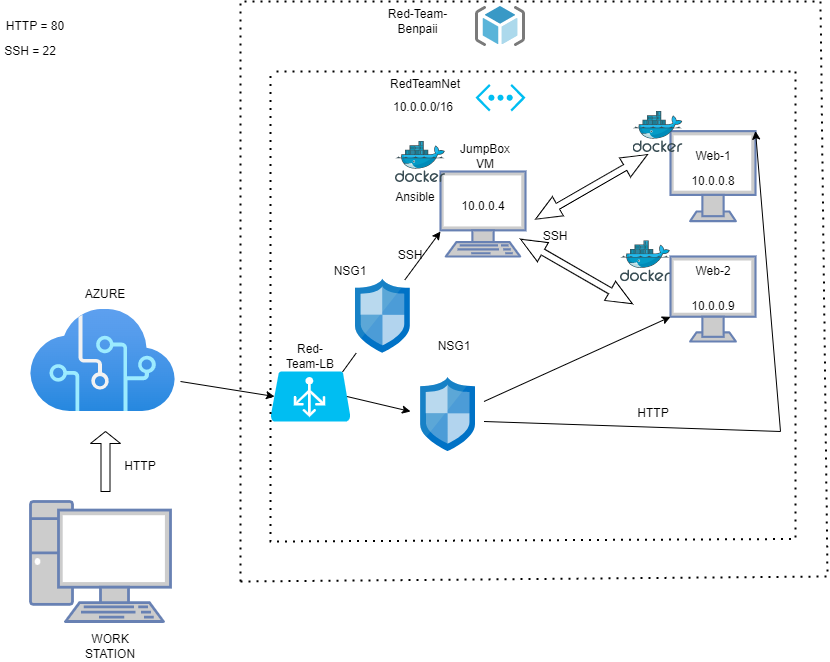 HTTP = 80
SSH = 22
Red-Team-
Benpaii
RedTeamNet
10.0.0.0/16
docker
Ansible
JumpBox
VM
10.0.0.4
docker
Web-1
10.0.0.8
SSH
SSH
docker
Web-2
10.0.0.9
NSG1
AZURE
Red-
Team-LB
NSG1
HTTP
HTTP
WORK
STATION